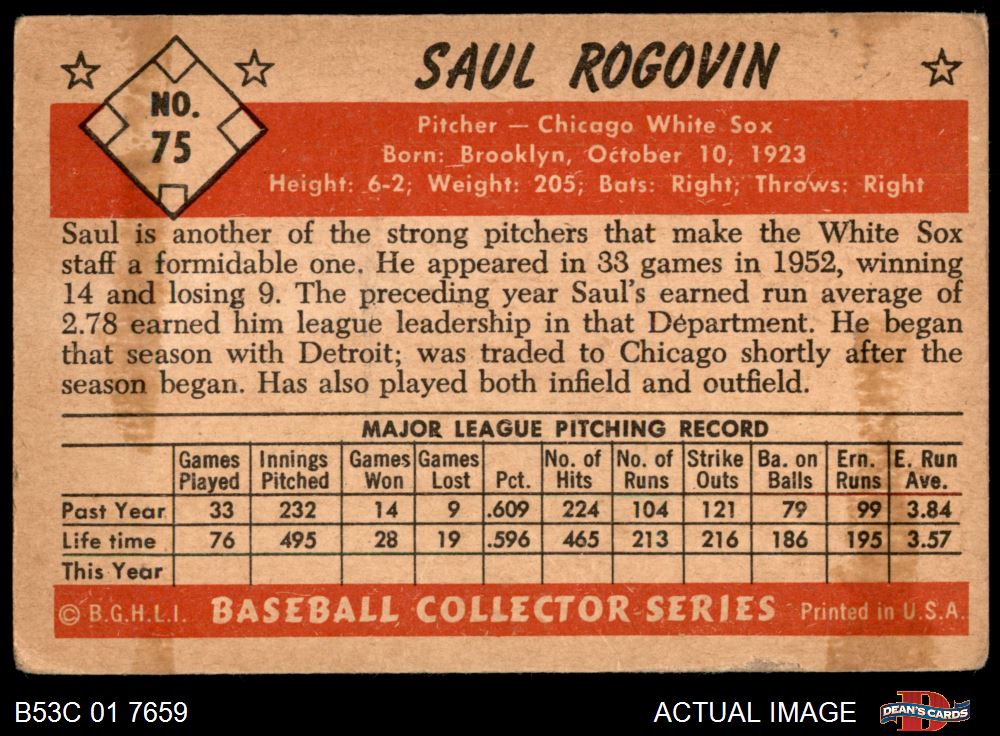 SAUL ROGOVIN
NO.
75
Pitcher — Chicago White Sox
Born: Brooklyn, October 10, 1923
Height: 6-2; Weight: 205; Bats: Right; Throws: Right
Saul is another of the strong pitchers that make the White Sox
staff a formidable one. He appeared in 33 games in 1952, winning
14 and losing 9. The preceding year Saul's earned run average of
2.78 earned him league leadership in that Department. He began
that season with Detroit; was traded to Chicago shortly after the
season began. Has also played both infield and outfield.
MAJOR LEAGUE PITCHING RECORD
Games Played Innings Pitched Games Won Games Lost Pct. No. of Hits No. of Runs Strike Outs Ba. on Balls Ern. Runs E. Run Ave.
Past Year 33 232 14 9 .609 224 104 121 79 99 3.84
Life time 76 495 28 19 .596 465 213 216 186 195 3.57
This Year
© B.G.H.L.I. BASEBALL COLLECTOR SERIES Printed in U.S.A.
B53C 01 7659 ACTUAL IMAGE DEAN'S CARDS